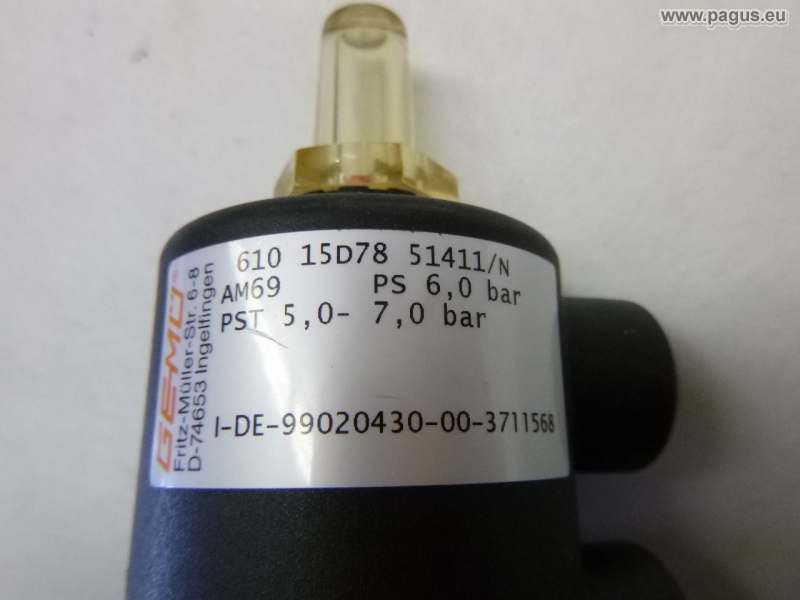 www.pagus.eu
610 15D78 51411/N
AM69 PS 6,0 bar
PST 5,0- 7,0 bar
I-DE-99020430-00-3711568
GEMÜ®
Fritz-Müller-Str. 6-8
D-74653 Ingelfingen